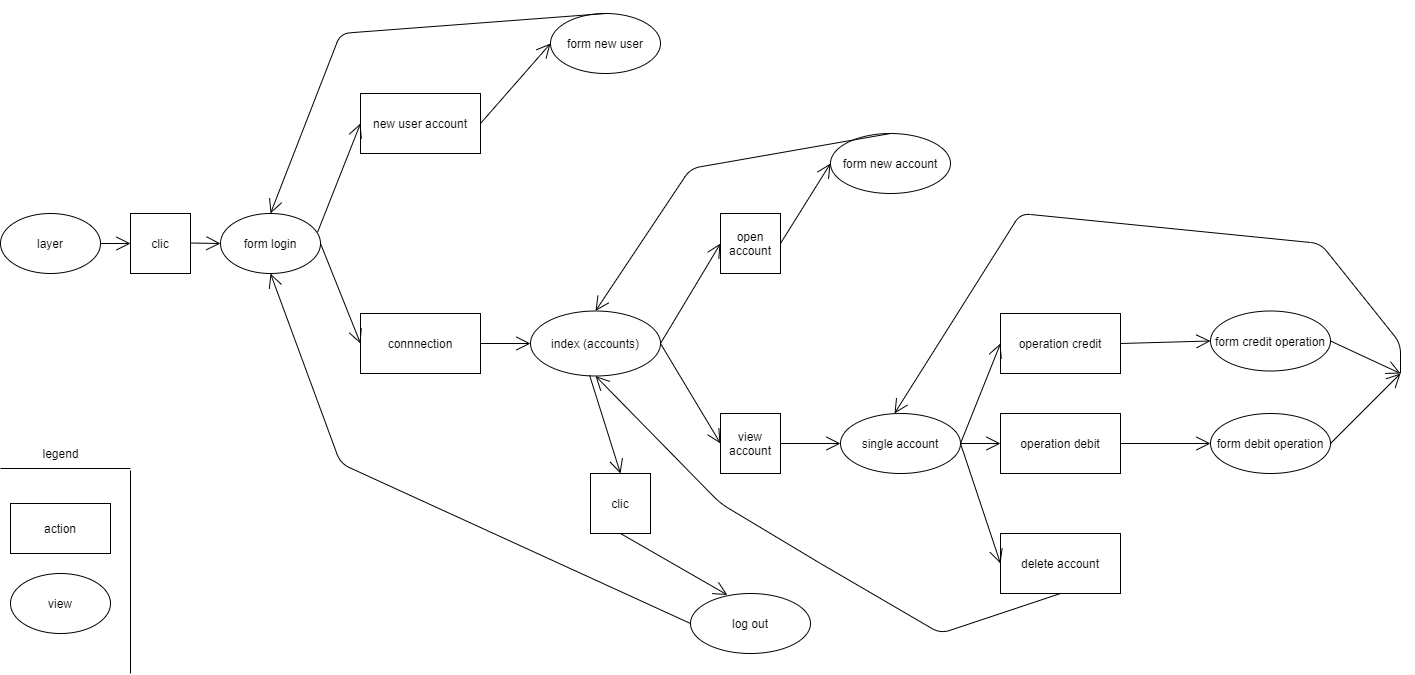 form new user
new user account
form new account
layer
clic
form login
open
account
connnection
index (accounts)
operation credit
form credit operation
view
account
single account
operation debit
form debit operation
legend
clic
action
delete account
view
log out